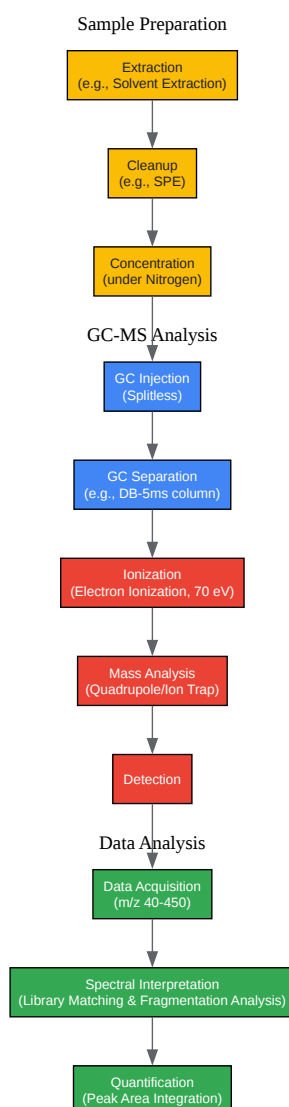 Sample Preparation
Extraction
(e.g., Solvent Extraction)
Cleanup
(e.g., SPE)
Concentration
(under Nitrogen)
GC-MS Analysis
GC Injection
(Splitless)
GC Separation
(e.g., DB-5ms column)
Ionization
(Electron Ionization, 70 eV)
Mass Analysis
(Quadrupole/Ion Trap)
Detection
Data Analysis
Data Acquisition
(m/z 40-450)
Spectral Interpretation
(Library Matching & Fragmentation Analysis)
Quantification
(Peak Area Integration)